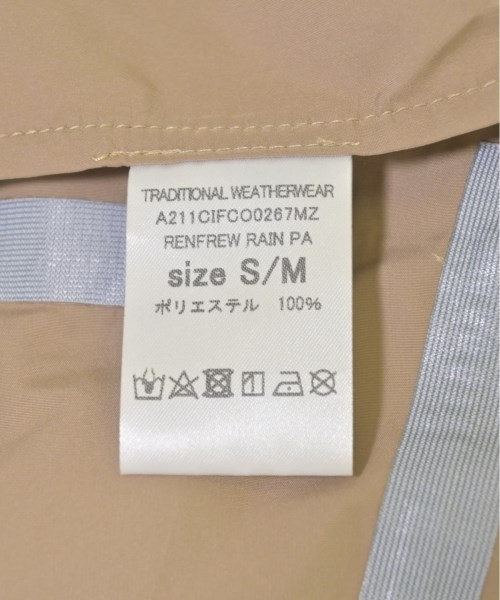 TRADITIONAL WEATHERWEAR
A211CIFCO0267MZ
RENFREW RAIN PA
size S/M
ポリエステル 100%